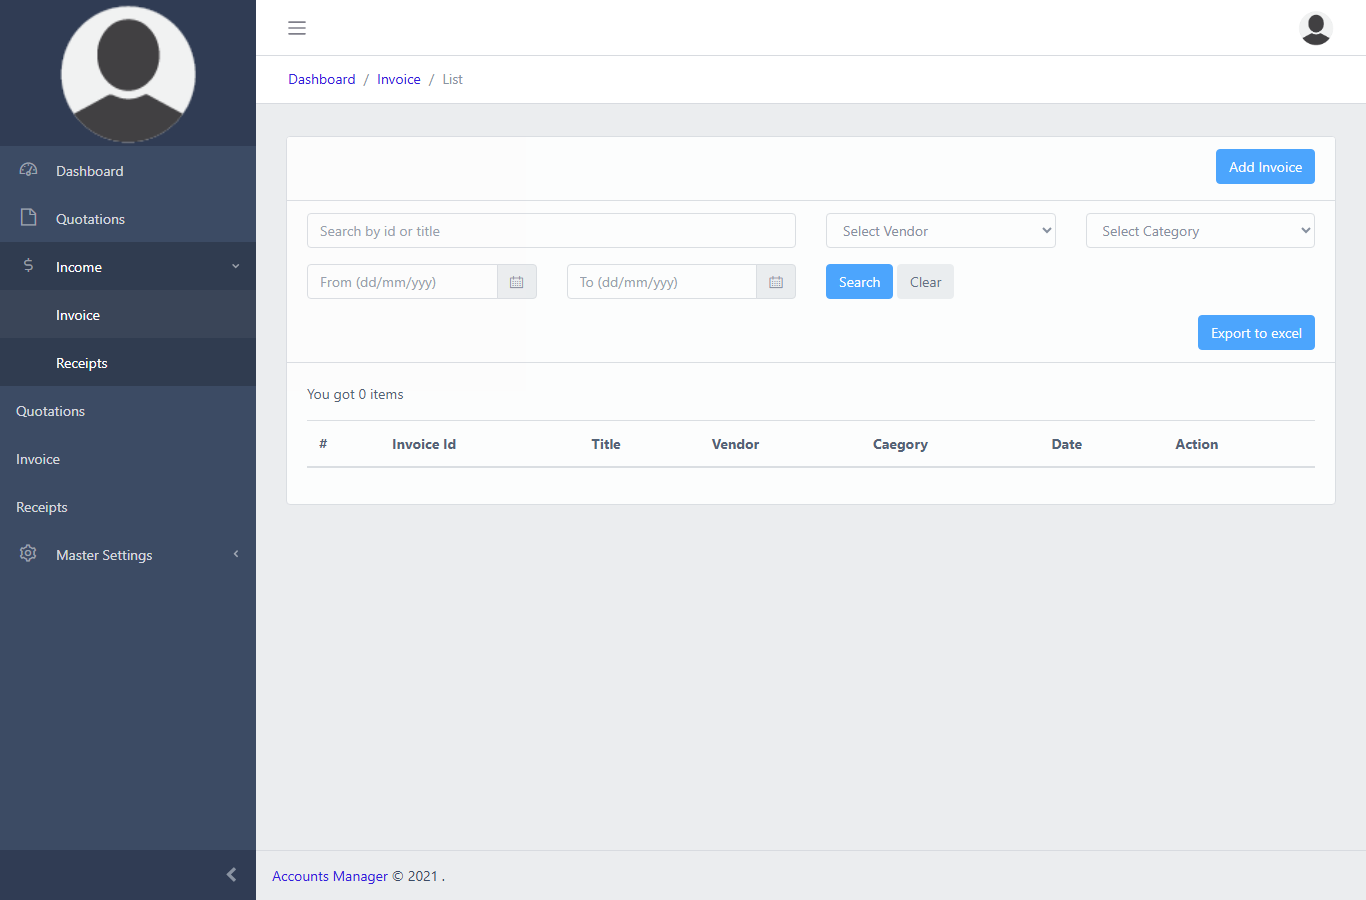 Dashboard
Quotations
Income
Invoice
Receipts
Quotations
Invoice
Receipts
Master Settings
Dashboard / Invoice / List
Add Invoice
Search by id or title
Select Vendor
Select Category
From (dd/mm/yyy)
To (dd/mm/yyy)
Search
Clear
Export to excel
You got 0 items
# Invoice Id Title Vendor Caegory Date Action
Accounts Manager © 2021 .